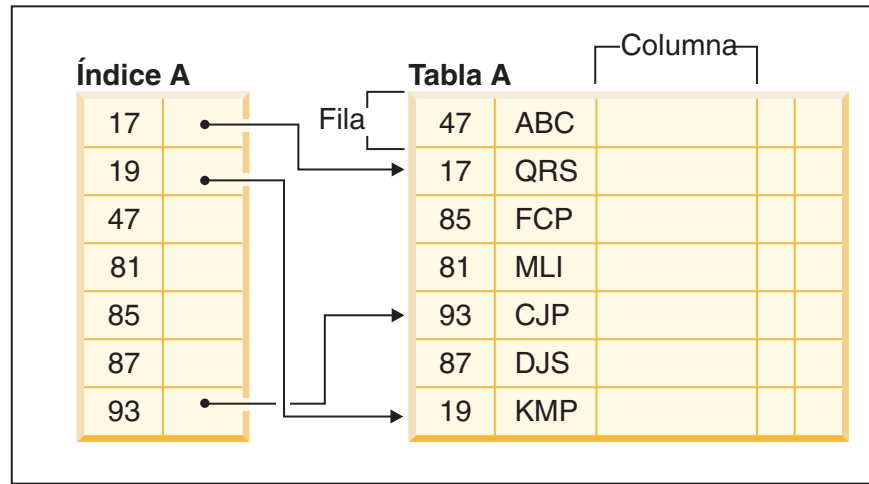 Columna
Índice A
Tabla A
Fila
17
19
47
81
85
87
93
47 ABC
17 QRS
85 FCP
81 MLI
93 CJP
87 DJS
19 KMP